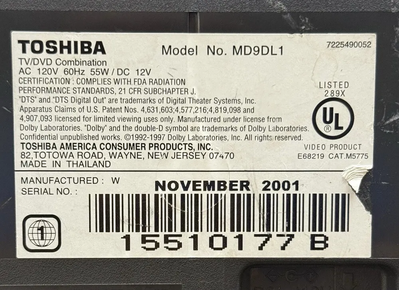 TOSHIBA Model No. MD9DL1 7225490052
TV/DVD Combination
AC 120V 60Hz 55W / DC 12V
CERTIFICATION : COMPLIES WITH FDA RADIATION
PERFORMANCE STANDARDS, 21 CFR SUBCHAPTER J.
LISTED
289X
"DTS" and "DTS Digital Out" are trademarks of Digital Theater Systems, Inc.
Apparatus Claims of U.S. Patent Nos. 4,631,603;4,577,216;4,819,098 and
4,907,093 licensed for limited viewing uses only. Manufactured under license from
Dolby Laboratories. "Dolby" and the double-D symbol are trademarks of Dolby Laboratories.
Confidential unpublished works. ©1992-1997 Dolby Laboratories. All rights reserved.
UL
TOSHIBA AMERICA CONSUMER PRODUCTS, INC.
82,TOTOWA ROAD, WAYNE, NEW JERSEY 07470
MADE IN THAILAND
VIDEO PRODUCT
E68219 CAT.M5775
MANUFACTURED : W NOVEMBER 2001
SERIAL NO. :
1
15510177 B